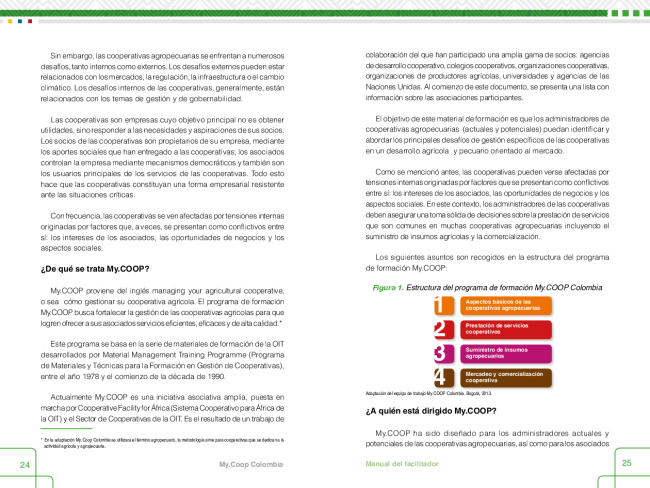 Sin embargo, las cooperativas agropecuarias se enfrentan a numerosos
desafíos, tanto internos como externos. Los desafíos externos pueden estar
relacionados con los mercados, la regulación, la infraestructura o el cambio
climático. Los desafíos internos de las cooperativas, generalmente, están
relacionados con los temas de gestión y de gobernabilidad.
Las cooperativas son empresas cuyo objetivo principal no es obtener
utilidades, sino responder a las necesidades y aspiraciones de sus socios.
Los socios de las cooperativas son propietarios de su empresa, mediante
los aportes sociales que han entregado a las cooperativas; los asociados
controlan la empresa mediante mecanismos democráticos y también son
los usuarios principales de los servicios de las cooperativas. Todo esto
hace que las cooperativas constituyan una forma empresarial resistente
ante las situaciones críticas.
Con frecuencia, las cooperativas se ven afectadas por tensiones internas
originadas por factores que, a veces, se presentan como conflictivos entre
sí: los intereses de los asociados, las oportunidades de negocios y los
aspectos sociales.
¿De qué se trata My.COOP?
My.COOP proviene del inglés managing your agricultural cooperative,
o sea cómo gestionar su cooperativa agrícola. El programa de formación
My.COOP busca fortalecer la gestión de las cooperativas agrícolas para que
logren ofrecer a sus asociados servicios eficientes, eficaces y de alta calidad.*
Este programa se basa en la serie de materiales de formación de la OIT
desarrollados por Material Management Training Programme (Programa
de Materiales y Técnicas para la Formación en Gestión de Cooperativas),
entre el año 1978 y el comienzo de la década de 1990.
Actualmente My.COOP es una iniciativa asociativa amplia, puesta en
marcha por Cooperative Facility for África (Sistema Cooperativo para África de
la OIT) y el Sector de Cooperativas de la OIT. Es el resultado de un trabajo de
* En la adaptación My.Coop Colombia se utilizara el término agropecuario, la metodología sirve para cooperativas que se dedican a la
actividad agrícola y agropecuaria.
24
My.Coop Colombia
colaboración del que han participado una amplia gama de socios: agencias
de desarrollo cooperativo, colegios cooperativos, organizaciones cooperativas,
organizaciones de productores agrícolas, universidades y agencias de las
Naciones Unidas. Al comienzo de este documento, se presenta una lista con
información sobre las asociaciones participantes.
El objetivo de este material de formación es que los administradores de
cooperativas agropecuarias (actuales y potenciales) puedan identificar y
abordar los principales desafíos de gestión específicos de las cooperativas
en un desarrollo agrícola y pecuario orientado al mercado.
Como se mencionó antes, las cooperativas pueden verse afectadas por
tensiones internas originadas por factores que se presentan como conflictivos
entre sí: los intereses de los asociados, las oportunidades de negocios y los
aspectos sociales. En este contexto, los administradores de las cooperativas
deben asegurar una toma sólida de decisiones sobre la prestación de servicios
que son comunes en muchas cooperativas agropecuarias incluyendo el
suministro de insumos agrícolas y la comercialización.
Los siguientes asuntos son recogidos en la estructura del programa
de formación My.COOP:
Figura 1. Estructura del programa de formación My.COOP Colombia
1 Aspectos básicos de las
cooperativas agropecuarias
2 Prestación de servicios
cooperativos
3 Suministro de insumos
agropecuarios
4 Mercadeo y comercialización
cooperativa
Adaptación del equipo de trabajo My.COOP Colombia. Bogotá, 2013.
¿A quién está dirigido My.COOP?
My.COOP ha sido diseñado para los administradores actuales y
potenciales de las cooperativas agropecuarias, así como para los asociados
Manual del facilitador
25